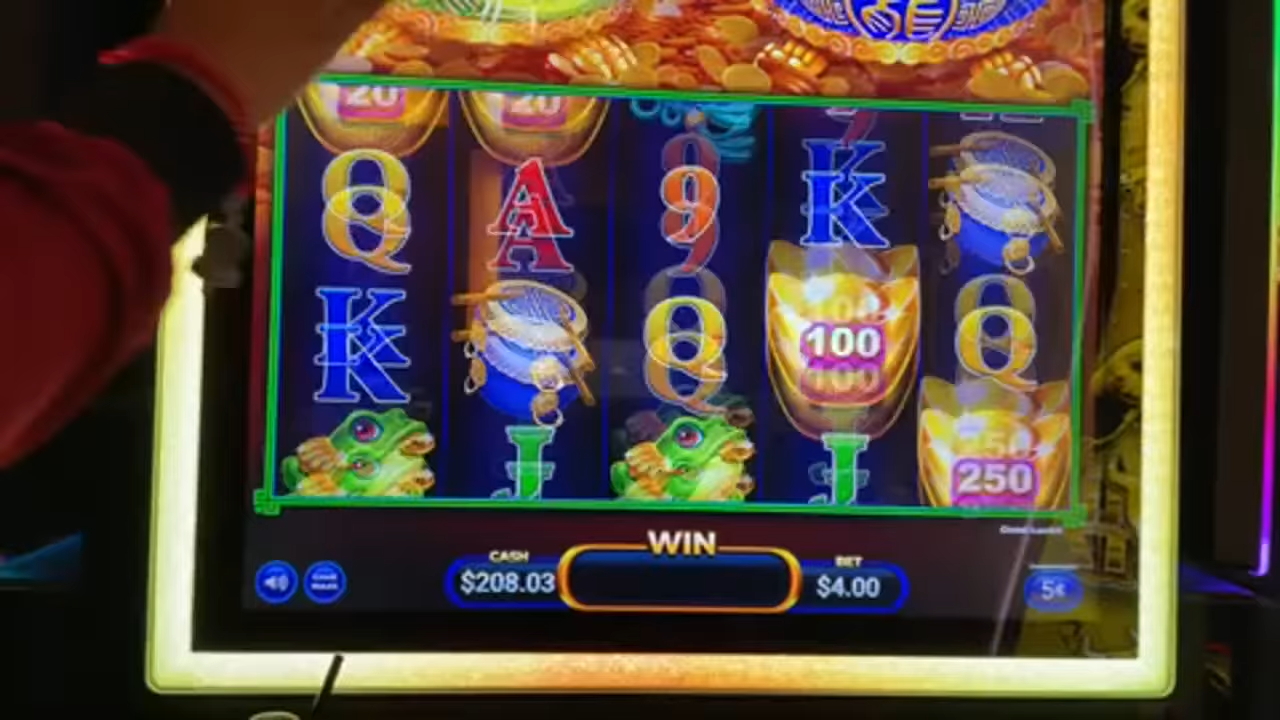 20 20
Q A 9 K
K Q 100 Q
J J 250
WIN
CASH BET
$208.03 $4.00 5¢